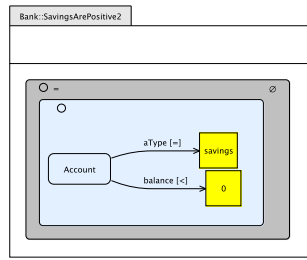 Bank::SavingsArePositive2
= ∅
aType [=]
savings
Account
balance [<]
0